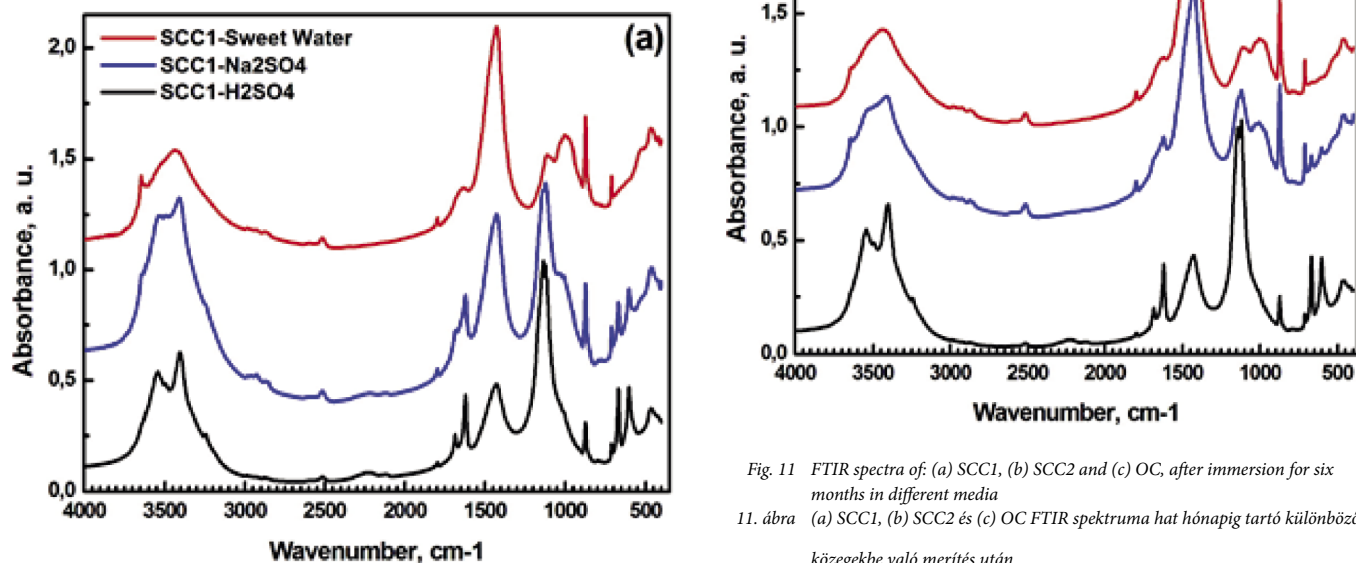 (a)
SCC1-Sweet Water
SCC1-Na2SO4
SCC1-H2SO4
2,0
1,5
1,0
0,5
0,0
Absorbance, a. u.
4000 3500 3000 2500 2000 1500 1000 500
Wavenumber, cm-1
1,5
1,0
0,5
0,0
Absorbance, a. u.
4000 3500 3000 2500 2000 1500 1000 500
Wavenumber, cm-1
Fig. 11 FTIR spectra of: (a) SCC1, (b) SCC2 and (c) OC, after immersion for six
months in different media
11. ábra (a) SCC1, (b) SCC2 és (c) OC FTIR spektruma hat hónapig tartó különböző
közegekbe való merítés után